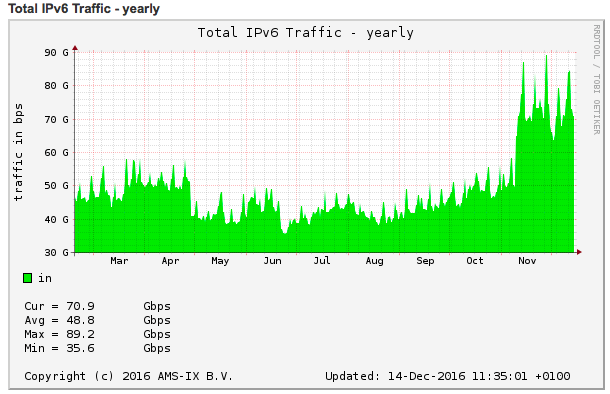 Total IPv6 Traffic - yearly
Total IPv6 Traffic - yearly
RRDTOOL / TOBI OETIKER
traffic in bps
90 G
80 G
70 G
60 G
50 G
40 G
30 G
Mar Apr May Jun Jul Aug Sep Oct Nov
in
Cur = 70.9 Gbps
Avg = 48.8 Gbps
Max = 89.2 Gbps
Min = 35.6 Gbps
Copyright (c) 2016 AMS-IX B.V. Updated: 14-Dec-2016 11:35:01 +0100